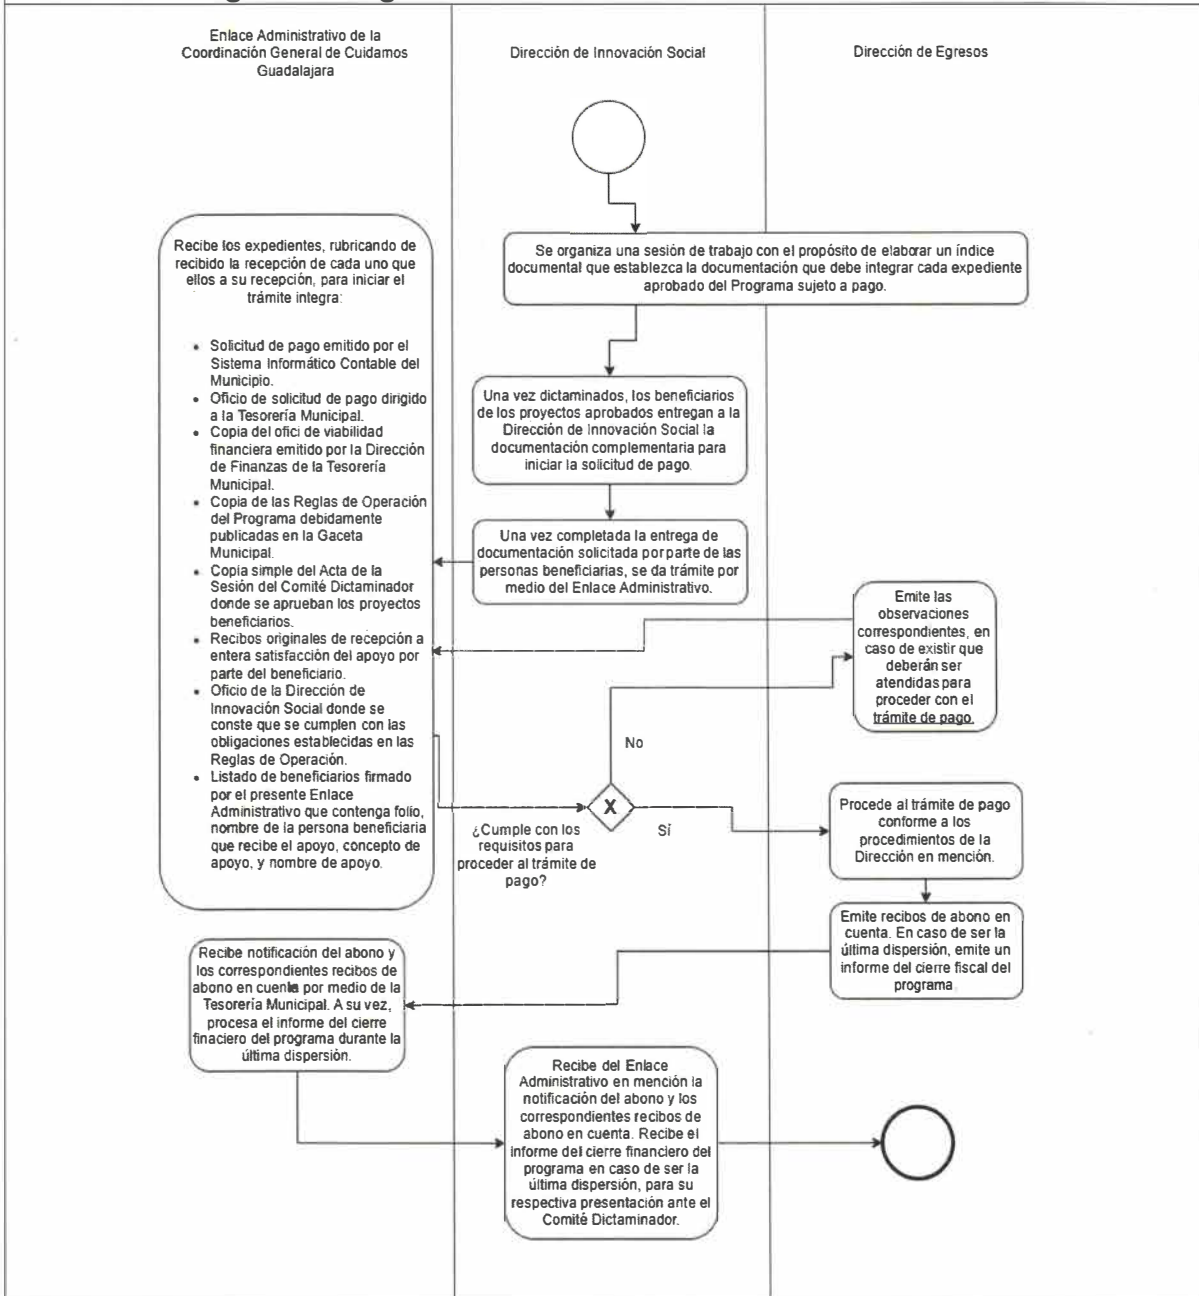 Enlace Administrativo de la
Coordinación General de Cuidamos
Guadalajara
Dirección de Innovación Social
Dirección de Egresos
Se organiza una sesión de trabajo con el propósito de elaborar un índice
documental que establezca la documentación que debe integrar cada expediente
aprobado del Programa sujeto a pago.
Una vez dictaminados, los beneficiarios
de los proyectos aprobados entregan a la
Dirección de Innovación Social la
documentación complementaria para
iniciar la solicitud de pago.
Una vez completada la entrega de
documentación solicitada por parte de las
personas beneficiarias, se da trámite por
medio del Enlace Administrativo.
Recibe los expedientes, rubricando de
recibido la recepción de cada uno que
ellos a su recepción, para iniciar el
trámite integra:
• Solicitud de pago emitido por el
Sistema Informático Contable del
Municipio.
• Oficio de solicitud de pago dirigido
a la Tesorería Municipal.
• Copia del ofici de viabilidad
financiera emitido por la Dirección
de Finanzas de la Tesorería
Municipal.
• Copia de las Reglas de Operación
del Programa debidamente
publicadas en la Gaceta
Municipal.
• Copia simple del Acta de la
Sesión del Comité Dictaminador
donde se aprueban los proyectos
beneficiarios.
• Recibos originales de recepción a
entera satisfacción del apoyo por
parte del beneficiario.
• Oficio de la Dirección de
Innovación Social donde se
conste que se cumplen con las
obligaciones establecidas en las
Reglas de Operación.
• Listado de beneficiarios firmado
por el presente Enlace
Administrativo que contenga folio,
nombre de la persona beneficiaria
que recibe el apoyo, concepto de
apoyo, y nombre de apoyo.
¿Cumple con los
requisitos para
proceder al trámite de
pago?
X
No
Sí
Emite las
observaciones
correspondientes, en
caso de existir que
deberán ser
atendidas para
proceder con el
trámite de pago.
Procede al trámite de pago
conforme a los
procedimientos de la
Dirección en mención.
Emite recibos de abono en
cuenta. En caso de ser la
última dispersión, emite un
informe del cierre fiscal del
programa.
Recibe notificación del abono y
los correspondientes recibos de
abono en cuenta por medio de la
Tesorería Municipal. A su vez,
procesa el informe del cierre
finaciero del programa durante la
última dispersión.
Recibe del Enlace
Administrativo en mención la
notificación del abono y los
correspondientes recibos de
abono en cuenta. Recibe el
informe del cierre financiero del
programa en caso de ser la
última dispersión, para su
respectiva presentación ante el
Comité Dictaminador.